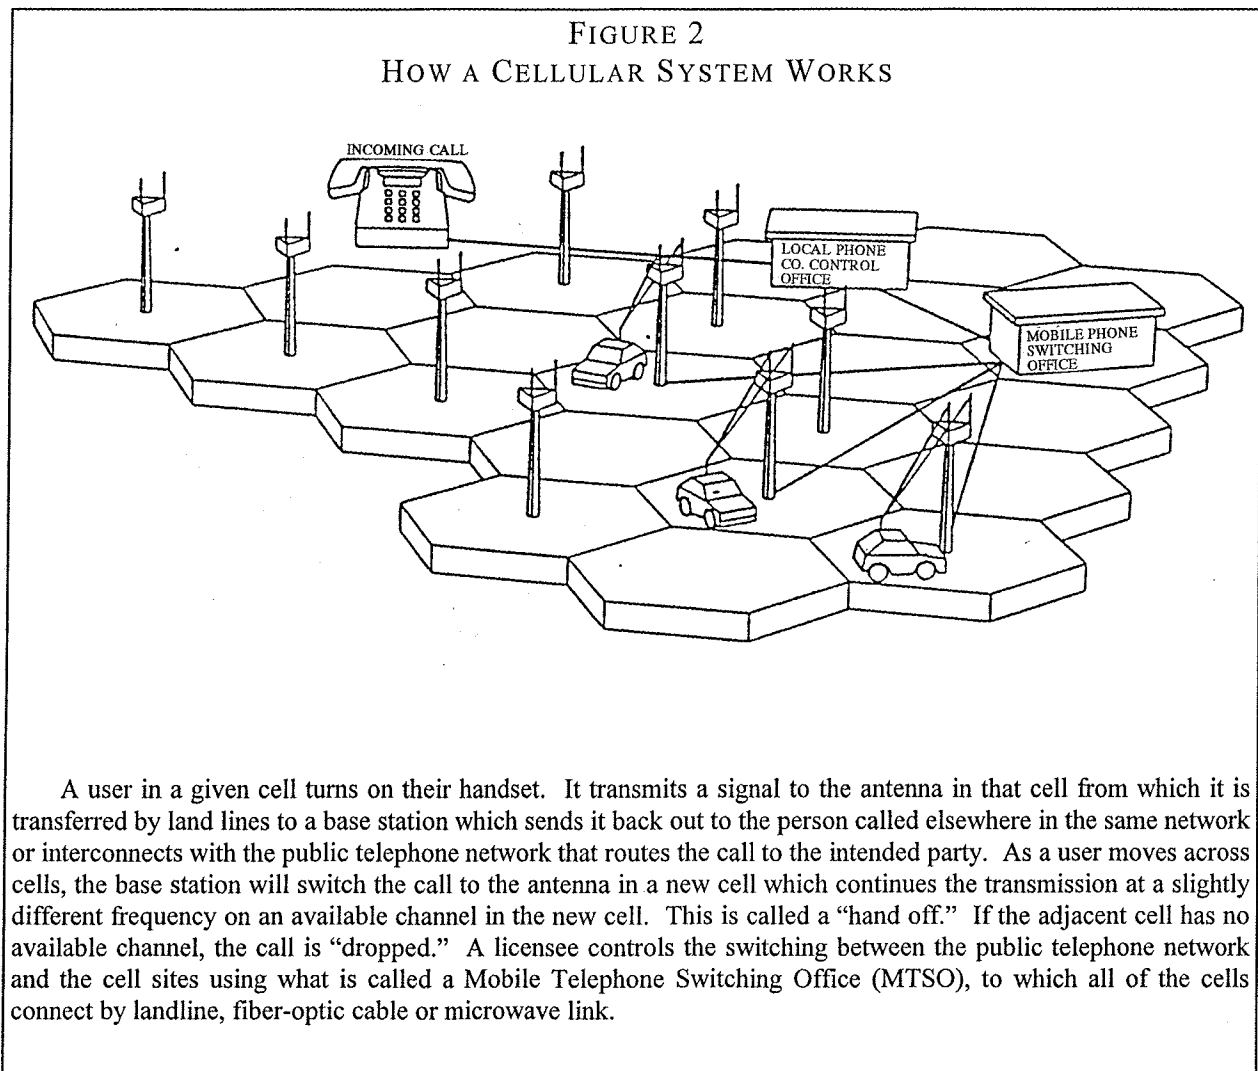 FIGURE 2
HOW A CELLULAR SYSTEM WORKS
INCOMING CALL
LOCAL PHONE
CO. CONTROL
OFFICE
MOBILE PHONE
SWITCHING
OFFICE
A user in a given cell turns on their handset. It transmits a signal to the antenna in that cell from which it is
transferred by land lines to a base station which sends it back out to the person called elsewhere in the same network
or interconnects with the public telephone network that routes the call to the intended party. As a user moves across
cells, the base station will switch the call to the antenna in a new cell which continues the transmission at a slightly
different frequency on an available channel in the new cell. This is called a “hand off.” If the adjacent cell has no
available channel, the call is “dropped.” A licensee controls the switching between the public telephone network
and the cell sites using what is called a Mobile Telephone Switching Office (MTSO), to which all of the cells
connect by landline, fiber-optic cable or microwave link.